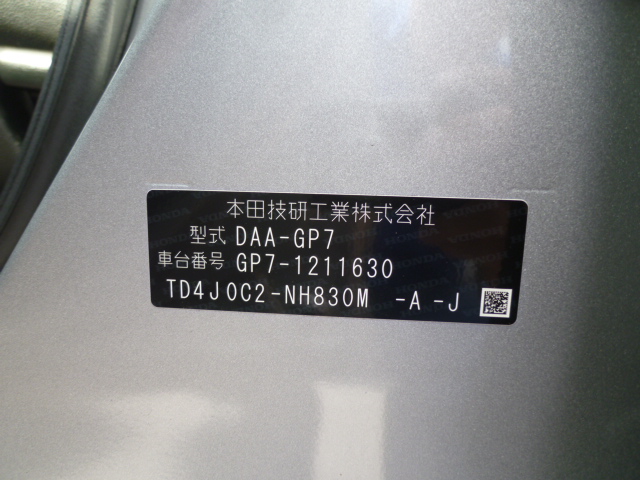 本田技研工業株式会社
型式 DAA-GP7
車台番号 GP7-1211630
TD4J0C2-NH830M -A -J